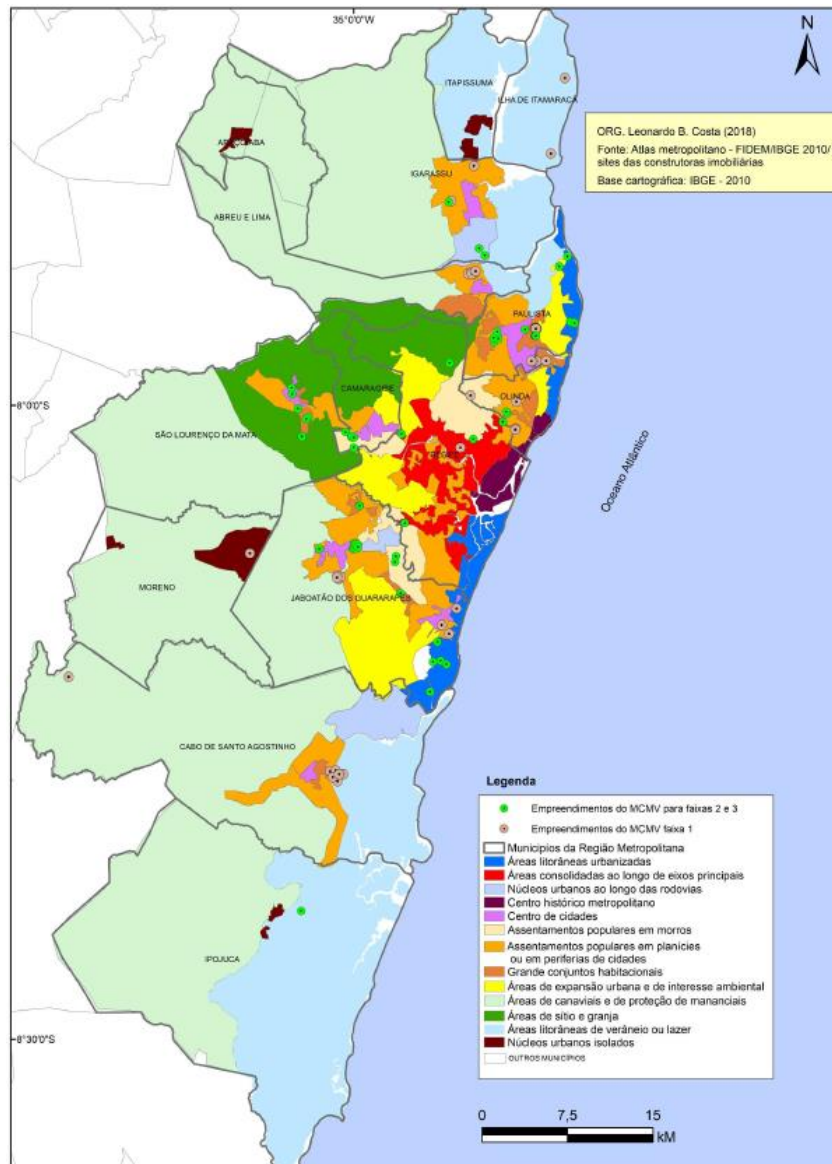 35°0'0"W
N
ITAPISSUMA
ILHA DE ITAMARACÁ
ORG. Leonardo B. Costa (2018)
Fonte: Atlas metropolitano - FIDEM/IBGE 2010/
sites das construtoras imobiliárias
Base cartográfica: IBGE - 2010
IGARASSU
ABREU E LIMA
PAULISTA
CAMARAGIBE
OLINDA
8°0'0"S
SÃO LOURENÇO DA MATA
Oceano Atlântico
MORENO
JABOATÃO DOS GUARARAPES
CABO DE SANTO AGOSTINHO
IPOJUCA
8°30'0"S
Legenda
Empreendimentos do MCMV para faixas 2 e 3
Empreendimentos do MCMV faixa 1
Municípios da Região Metropolitana
Áreas litorâneas urbanizadas
Áreas consolidadas ao longo de eixos principais
Núcleos urbanos ao longo das rodovias
Centro histórico metropolitano
Centro de cidades
Assentamentos populares em morros
Assentamentos populares em planícies
ou em periferias de cidades
Grande conjuntos habitacionais
Áreas de expansão urbana e de interesse ambiental
Áreas de canaviais e de proteção de mananciais
Áreas de sítio e granja
Áreas litorâneas de verâneio ou lazer
Núcleos urbanos isolados
OUTROS MUNICÍPIOS
0 7,5 15
kM